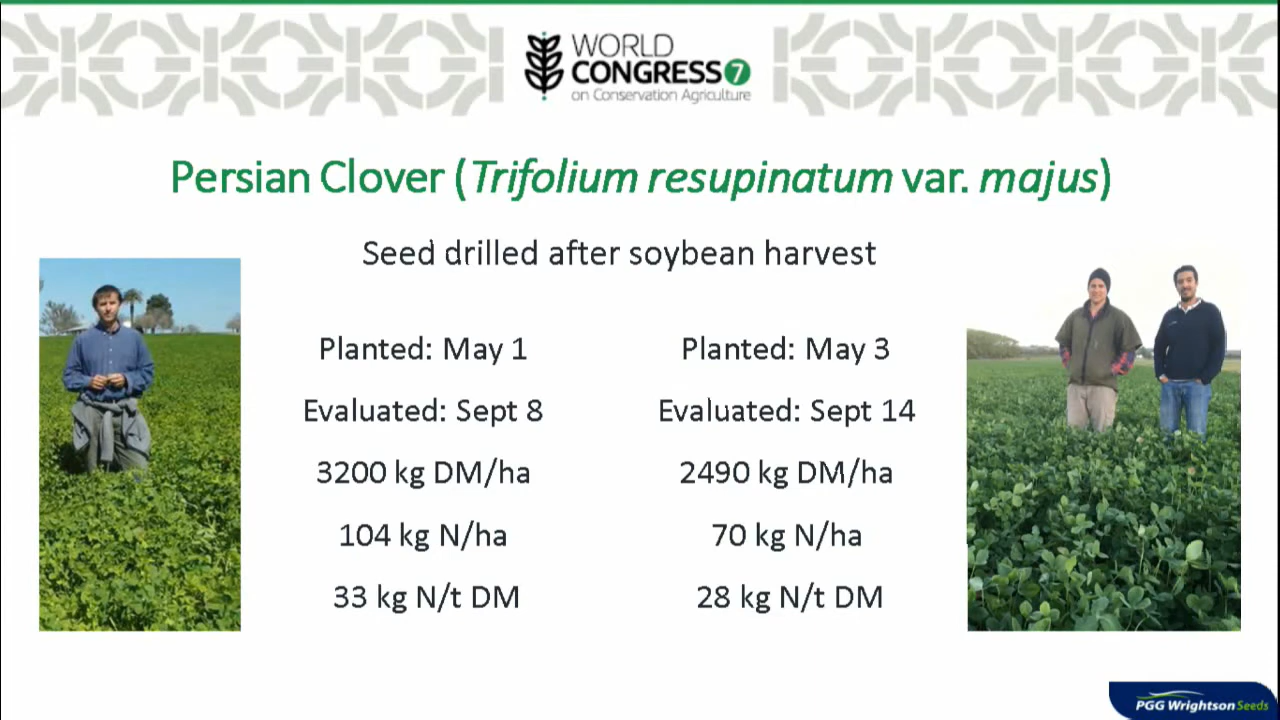 WORLD
CONGRESS 7
on Conservation Agriculture
Persian Clover (Trifolium resupinatum var. majus)
Seed drilled after soybean harvest
Planted: May 1
Evaluated: Sept 8
3200 kg DM/ha
104 kg N/ha
33 kg N/t DM
Planted: May 3
Evaluated: Sept 14
2490 kg DM/ha
70 kg N/ha
28 kg N/t DM
PGG Wrightson Seeds